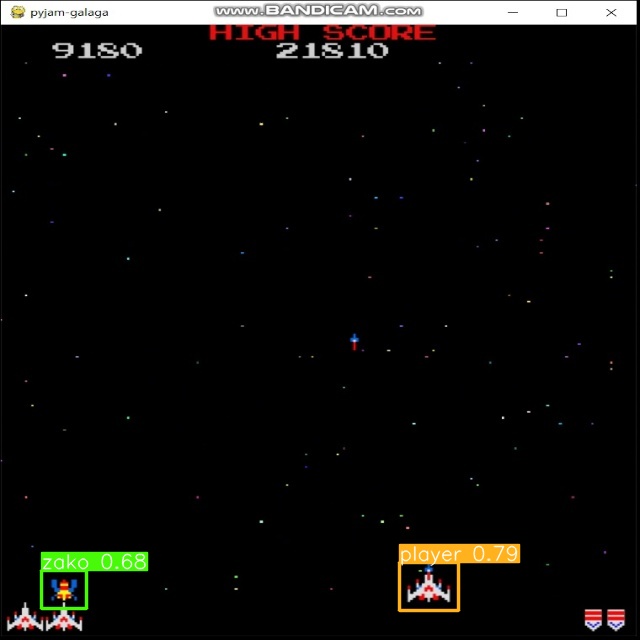 pyjam-galaga
www.BANDICAM.com
HIGH SCORE
9180 21810
zako 0.68
player 0.79